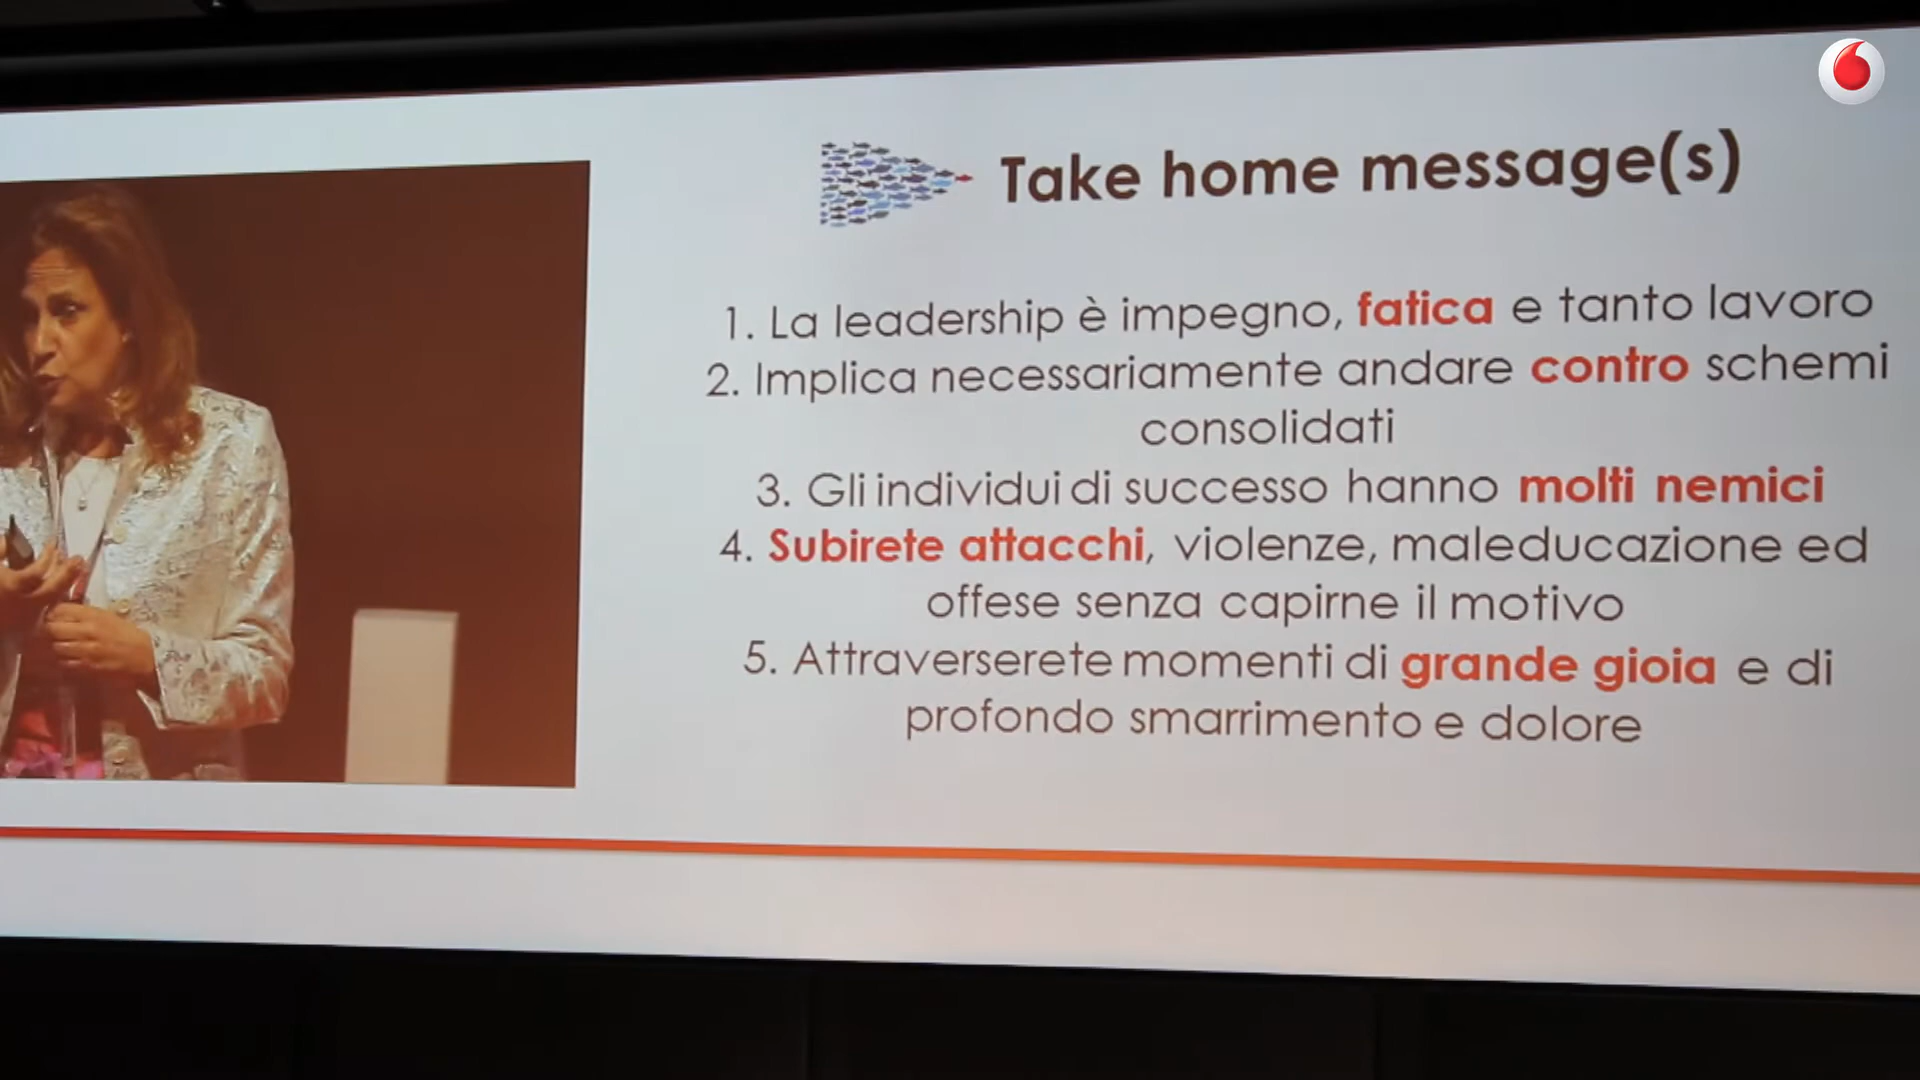 Take home message(s)
1. La leadership è impegno, fatica e tanto lavoro
2. Implica necessariamente andare contro schemi
consolidati
3. Gli individui di successo hanno molti nemici
4. Subirete attacchi, violenze, maleducazione ed
offese senza capirne il motivo
5. Attraverserete momenti di grande gioia e di
profondo smarrimento e dolore